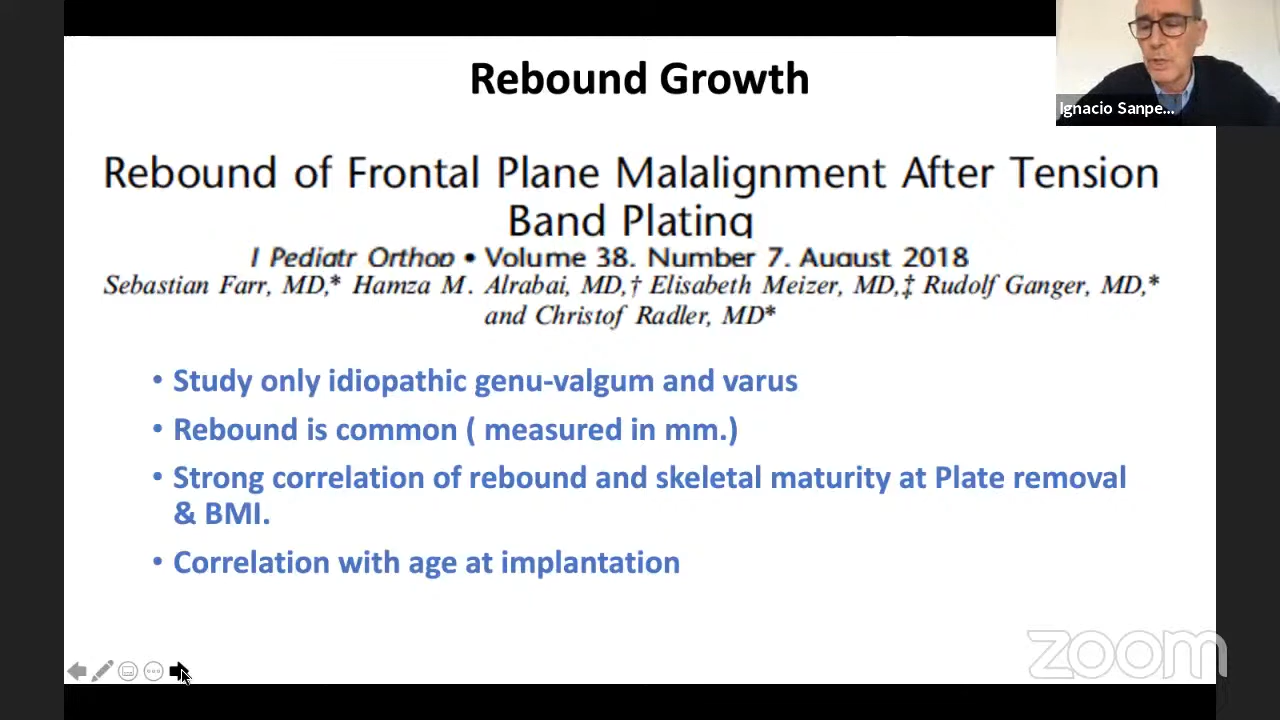 Rebound Growth
Ignacio Sanpe...
Rebound of Frontal Plane Malalignment After Tension
Band Plating
J Pediatr Orthop • Volume 38, Number 7, August 2018
Sebastian Farr, MD,* Hamza M. Alrabai, MD,† Elisabeth Meizer, MD,‡ Rudolf Ganger, MD,*
and Christof Radler, MD*
• Study only idiopathic genu-valgum and varus
• Rebound is common ( measured in mm.)
• Strong correlation of rebound and skeletal maturity at Plate removal
& BMI.
• Correlation with age at implantation
zoom